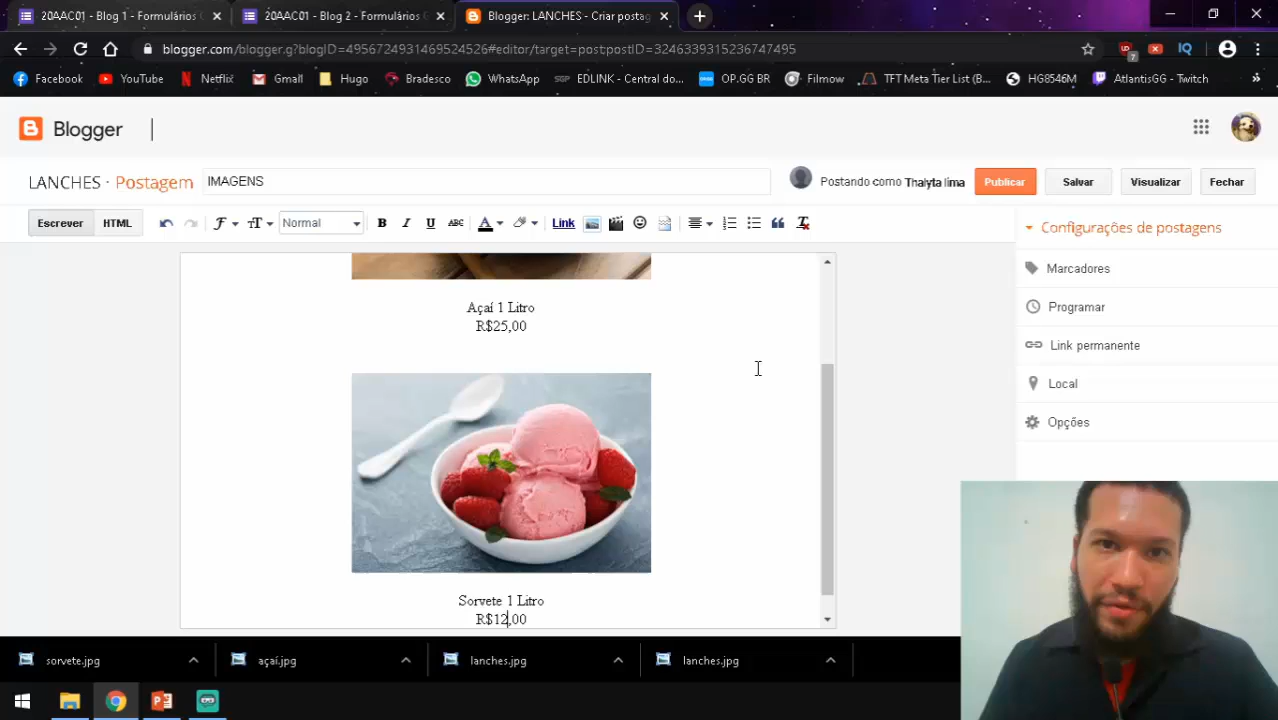 20AAC01 - Blog 1 - Formulários
20AAC01 - Blog 2 - Formulários
Blogger: LANCHES - Criar postag
blogger.com/blogger.g?blogID=4956724931469524526#editor/target=post;postID=3246339315236747495
Facebook
YouTube
Netflix
Gmail
Hugo
Bradesco
WhatsApp
EDLINK - Central do...
OP.GG BR
Filmow
TFT Meta Tier List (B...
HG8546M
AtlantisGG - Twitch
Blogger
LANCHES · Postagem
IMAGENS
Postando como Thalyta lima
Publicar
Salvar
Visualizar
Fechar
Escrever
HTML
Normal
B
I
U
ABC
A
Link
Configurações de postagens
Marcadores
Programar
Link permanente
Local
Opções
Açaí 1 Litro
R$25,00
Sorvete 1 Litro
R$12,00
sorvete.jpg
açaí.jpg
lanches.jpg
lanches.jpg